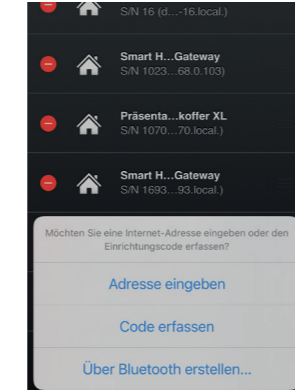 S/N 16 (d…-16.local.)
Smart H…Gateway
S/N 1023…68.0.103)
Präsenta…koffer XL
S/N 1070…70.local.)
Smart H…Gateway
S/N 1693…93.local.)
Möchten Sie eine Internet-Adresse eingeben oder den
Einrichtungscode erfassen?
Adresse eingeben
Code erfassen
Über Bluetooth erstellen...